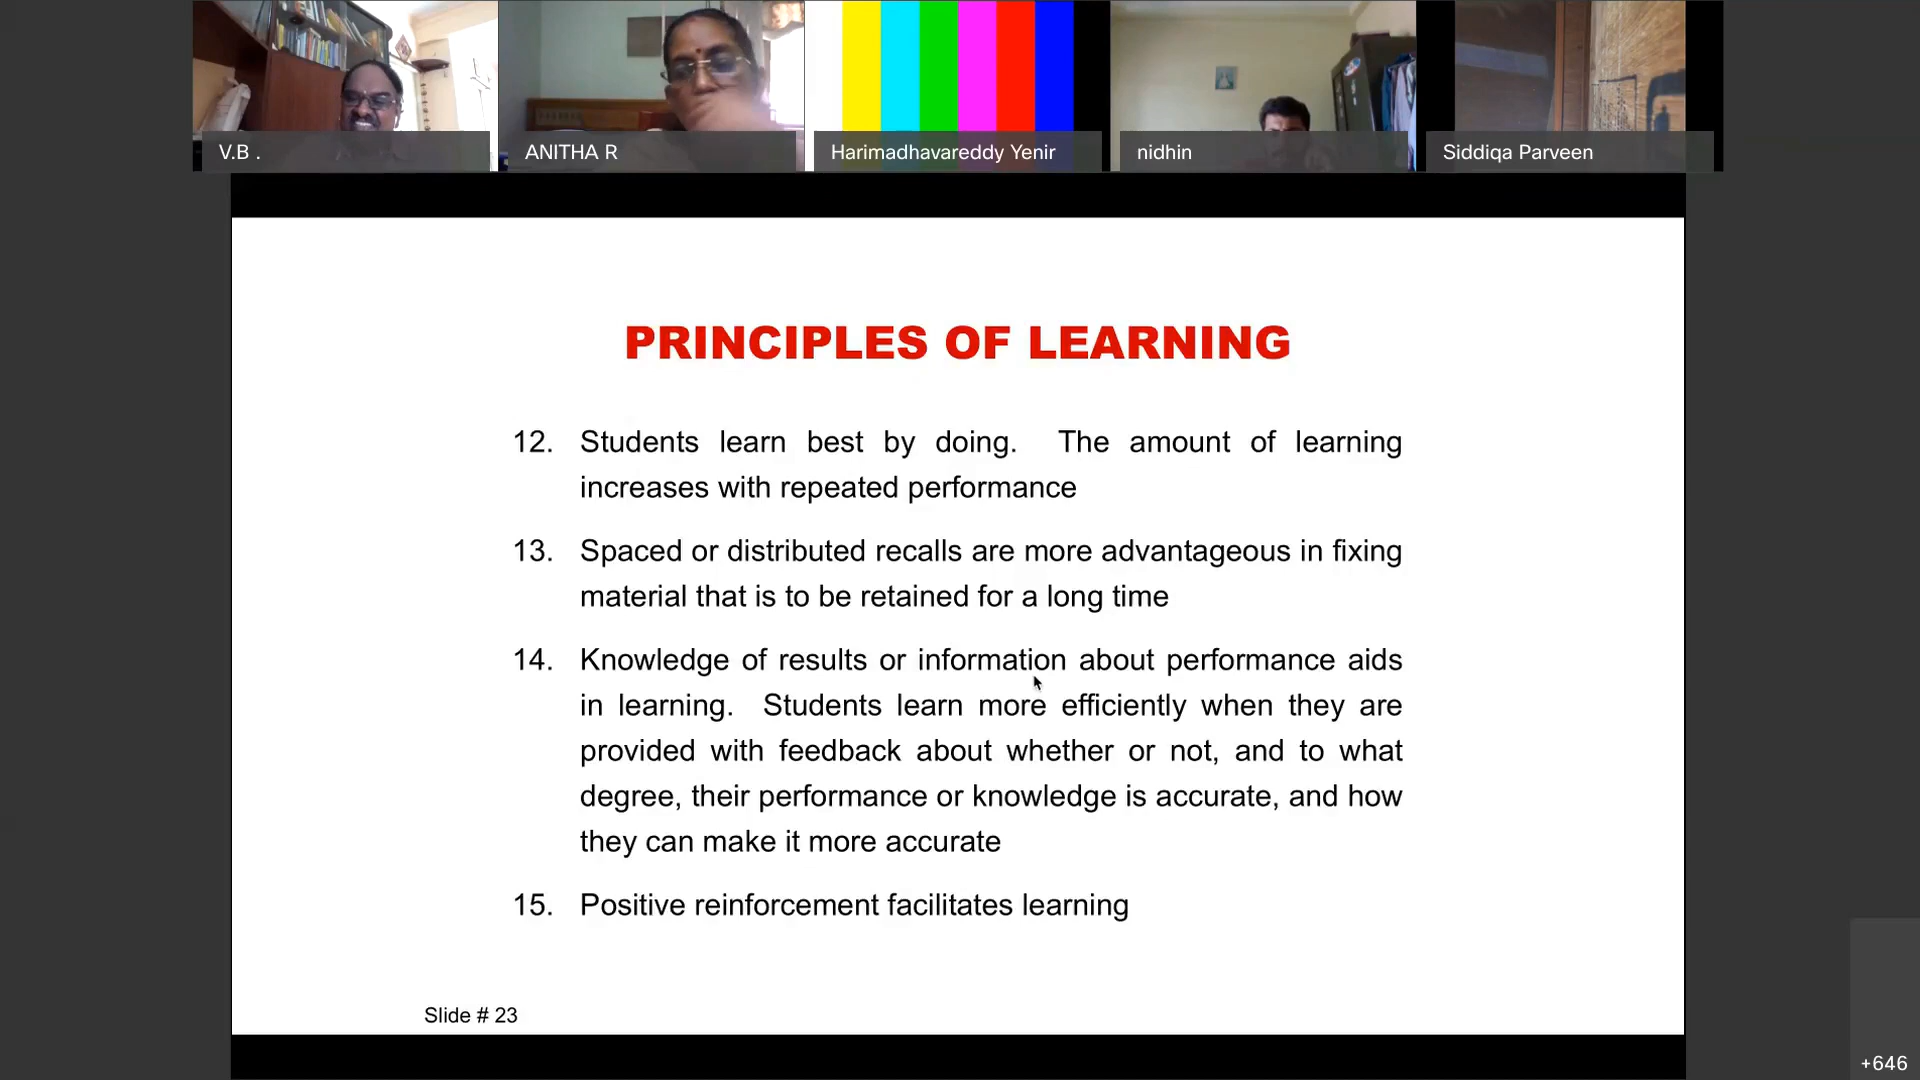 V.B .
ANITHA R
Harimadhavareddy Yenir
nidhin
Siddiqa Parveen
PRINCIPLES OF LEARNING
12. Students learn best by doing. The amount of learning
increases with repeated performance
13. Spaced or distributed recalls are more advantageous in fixing
material that is to be retained for a long time
14. Knowledge of results or information about performance aids
in learning. Students learn more efficiently when they are
provided with feedback about whether or not, and to what
degree, their performance or knowledge is accurate, and how
they can make it more accurate
15. Positive reinforcement facilitates learning
Slide # 23
+646